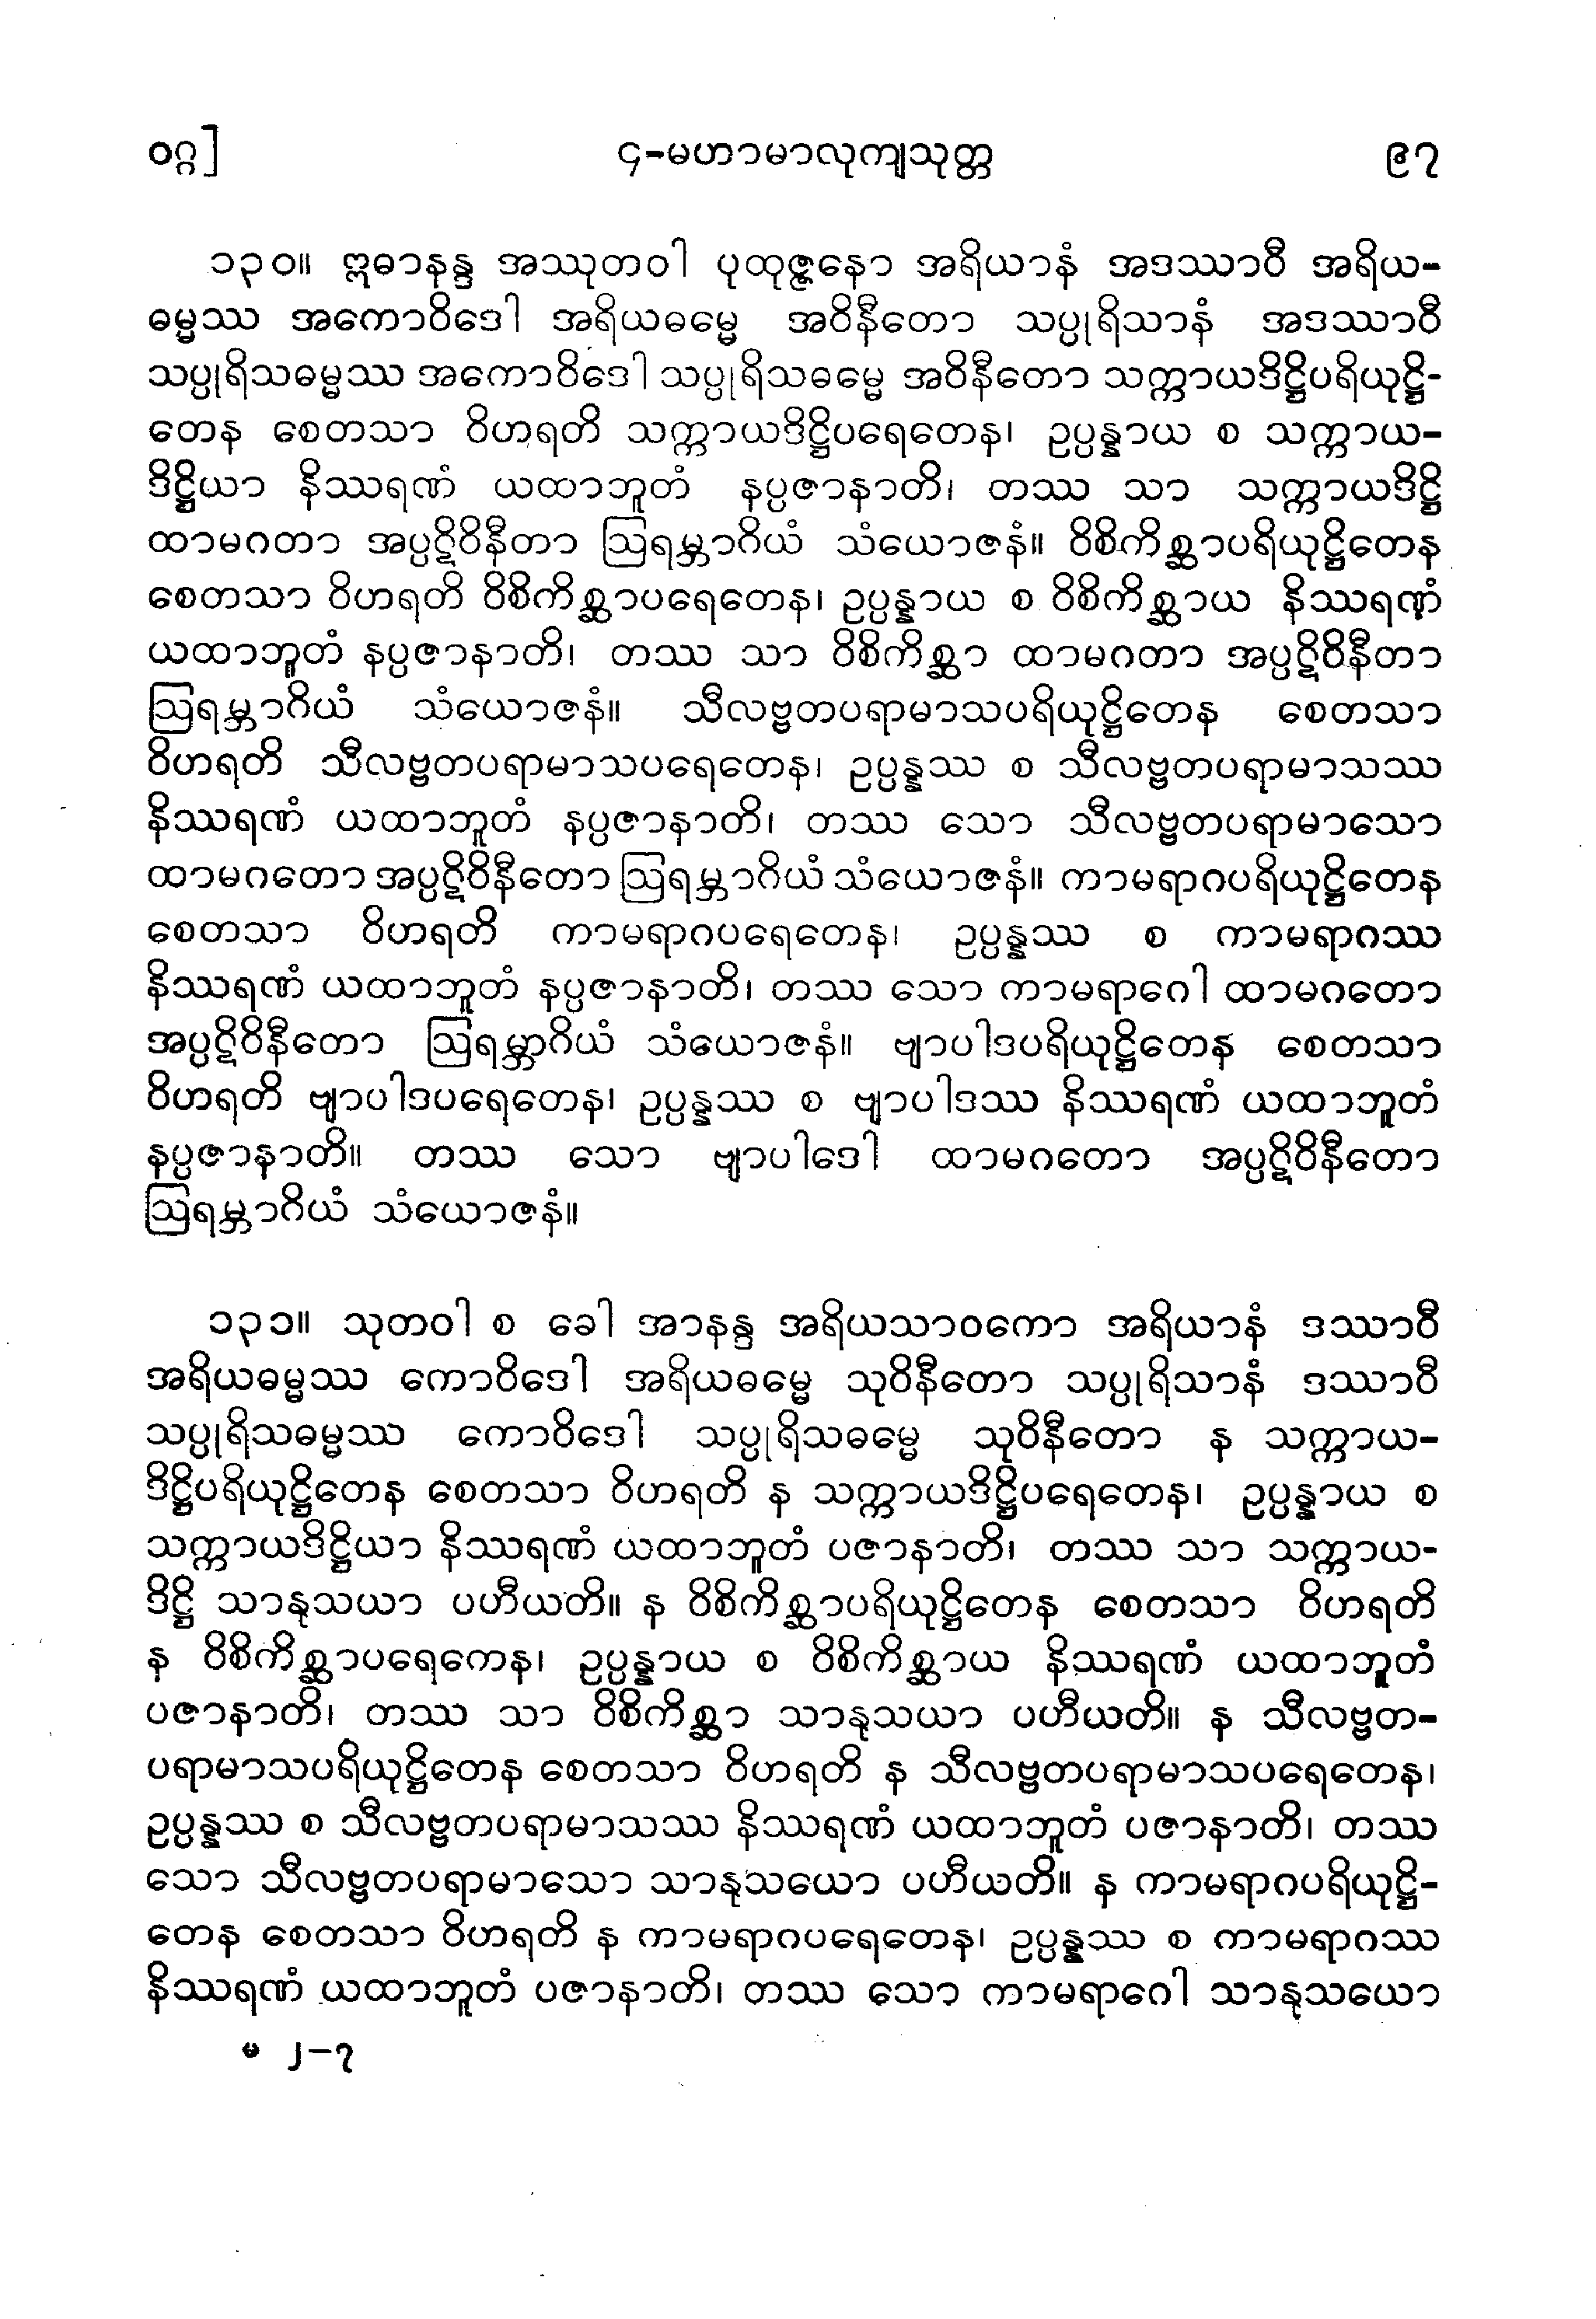 ဝဂ္ဂ]
၄-မဟာမာလုကျသုတ္တ
၉၇
၁၃၀။ ဣဓာနန္ဒ အဿုတဝါ ပုထုဇ္ဇနော အရိယာနံ အဒဿာဝီ အရိယ-
ဓမ္မဿ အကောဝိဒေါ အရိယဓမ္မေ အဝိနီတော သပ္ပုရိသာနံ အဒဿာဝီ
သပ္ပုရိသဓမ္မဿ အကောဝိဒေါ သပ္ပုရိသဓမ္မေ အဝိနီတော သက္ကာယဒိဋ္ဌိပရိယုဋ္ဌိ-
တေန စေတသာ ဝိဟရတိ သက္ကာယဒိဋ္ဌိပရေတေန၊ ဥပ္ပန္နာယ စ သက္ကာယ-
ဒိဋ္ဌိယာ နိဿရဏံ ယထာဘူတံ နပ္ပဇာနာတိ၊ တဿ သာ သက္ကာယဒိဋ္ဌိ
ထာမဂတာ အပ္ပဋိဝိနီတာ ဩရမ္ဘာဂိယံ သံယောဇနံ။ ဝိစိကိစ္ဆာပရိယုဋ္ဌိတေန
စေတသာ ဝိဟရတိ ဝိစိကိစ္ဆာပရေတေန၊ ဥပ္ပန္နာယ စ ဝိစိကိစ္ဆာယ နိဿရဏံ
ယထာဘူတံ နပ္ပဇာနာတိ၊ တဿ သာ ဝိစိကိစ္ဆာ ထာမဂတာ အပ္ပဋိဝိနီတာ
ဩရမ္ဘာဂိယံ သံယောဇနံ။ သီလဗ္ဗတပရာမာသပရိယုဋ္ဌိတေန စေတသာ
ဝိဟရတိ သီလဗ္ဗတပရာမာသပရေတေန၊ ဥပ္ပန္နဿ စ သီလဗ္ဗတပရာမာသဿ
နိဿရဏံ ယထာဘူတံ နပ္ပဇာနာတိ၊ တဿ သော သီလဗ္ဗတပရာမာသော
ထာမဂတော အပ္ပဋိဝိနီတော ဩရမ္ဘာဂိယံ သံယောဇနံ။ ကာမရာဂပရိယုဋ္ဌိတေန
စေတသာ ဝိဟရတိ ကာမရာဂပရေတေန၊ ဥပ္ပန္နဿ စ ကာမရာဂဿ
နိဿရဏံ ယထာဘူတံ နပ္ပဇာနာတိ၊ တဿ သော ကာမရာဂေါ ထာမဂတော
အပ္ပဋိဝိနီတော ဩရမ္ဘာဂိယံ သံယောဇနံ။ ဗျာပါဒပရိယုဋ္ဌိတေန စေတသာ
ဝိဟရတိ ဗျာပါဒပရေတေန၊ ဥပ္ပန္နဿ စ ဗျာပါဒဿ နိဿရဏံ ယထာဘူတံ
နပ္ပဇာနာတိ။ တဿ သော ဗျာပါဒေါ ထာမဂတော အပ္ပဋိဝိနီတော
ဩရမ္ဘာဂိယံ သံယောဇနံ။
၁၃၁။ သုတဝါ စ ခေါ အာနန္ဒ အရိယသာဝကော အရိယာနံ ဒဿာဝီ
အရိယဓမ္မဿ ကောဝိဒေါ အရိယဓမ္မေ သုဝိနီတော သပ္ပုရိသာနံ ဒဿာဝီ
သပ္ပုရိသဓမ္မဿ ကောဝိဒေါ သပ္ပုရိသဓမ္မေ သုဝိနီတော န သက္ကာယ-
ဒိဋ္ဌိပရိယုဋ္ဌိတေန စေတသာ ဝိဟရတိ န သက္ကာယဒိဋ္ဌိပရေတေန၊ ဥပ္ပန္နာယ စ
သက္ကာယဒိဋ္ဌိယာ နိဿရဏံ ယထာဘူတံ ပဇာနာတိ၊ တဿ သာ သက္ကာယ-
ဒိဋ္ဌိ သာနုသယာ ပဟီယတိ။ န ဝိစိကိစ္ဆာပရိယုဋ္ဌိတေန စေတသာ ဝိဟရတိ
န ဝိစိကိစ္ဆာပရေကေန၊ ဥပ္ပန္နာယ စ ဝိစိကိစ္ဆာယ နိဿရဏံ ယထာဘူတံ
ပဇာနာတိ၊ တဿ သာ ဝိစိကိစ္ဆာ သာနုသယာ ပဟီယတိ။ န သီလဗ္ဗတ-
ပရာမာသပရိယုဋ္ဌိတေန စေတသာ ဝိဟရတိ န သီလဗ္ဗတပရာမာသပရေတေန၊
ဥပ္ပန္နဿ စ သီလဗ္ဗတပရာမာသဿ နိဿရဏံ ယထာဘူတံ ပဇာနာတိ၊ တဿ
သော သီလဗ္ဗတပရာမာသော သာနုသယော ပဟီယတိ။ န ကာမရာဂပရိယုဋ္ဌိ-
တေန စေတသာ ဝိဟရတိ န ကာမရာဂပရေတေန၊ ဥပ္ပန္နဿ စ ကာမရာဂဿ
နိဿရဏံ ယထာဘူတံ ပဇာနာတိ၊ တဿ သော ကာမရာဂေါ သာနုသယော
မ ၂-၇